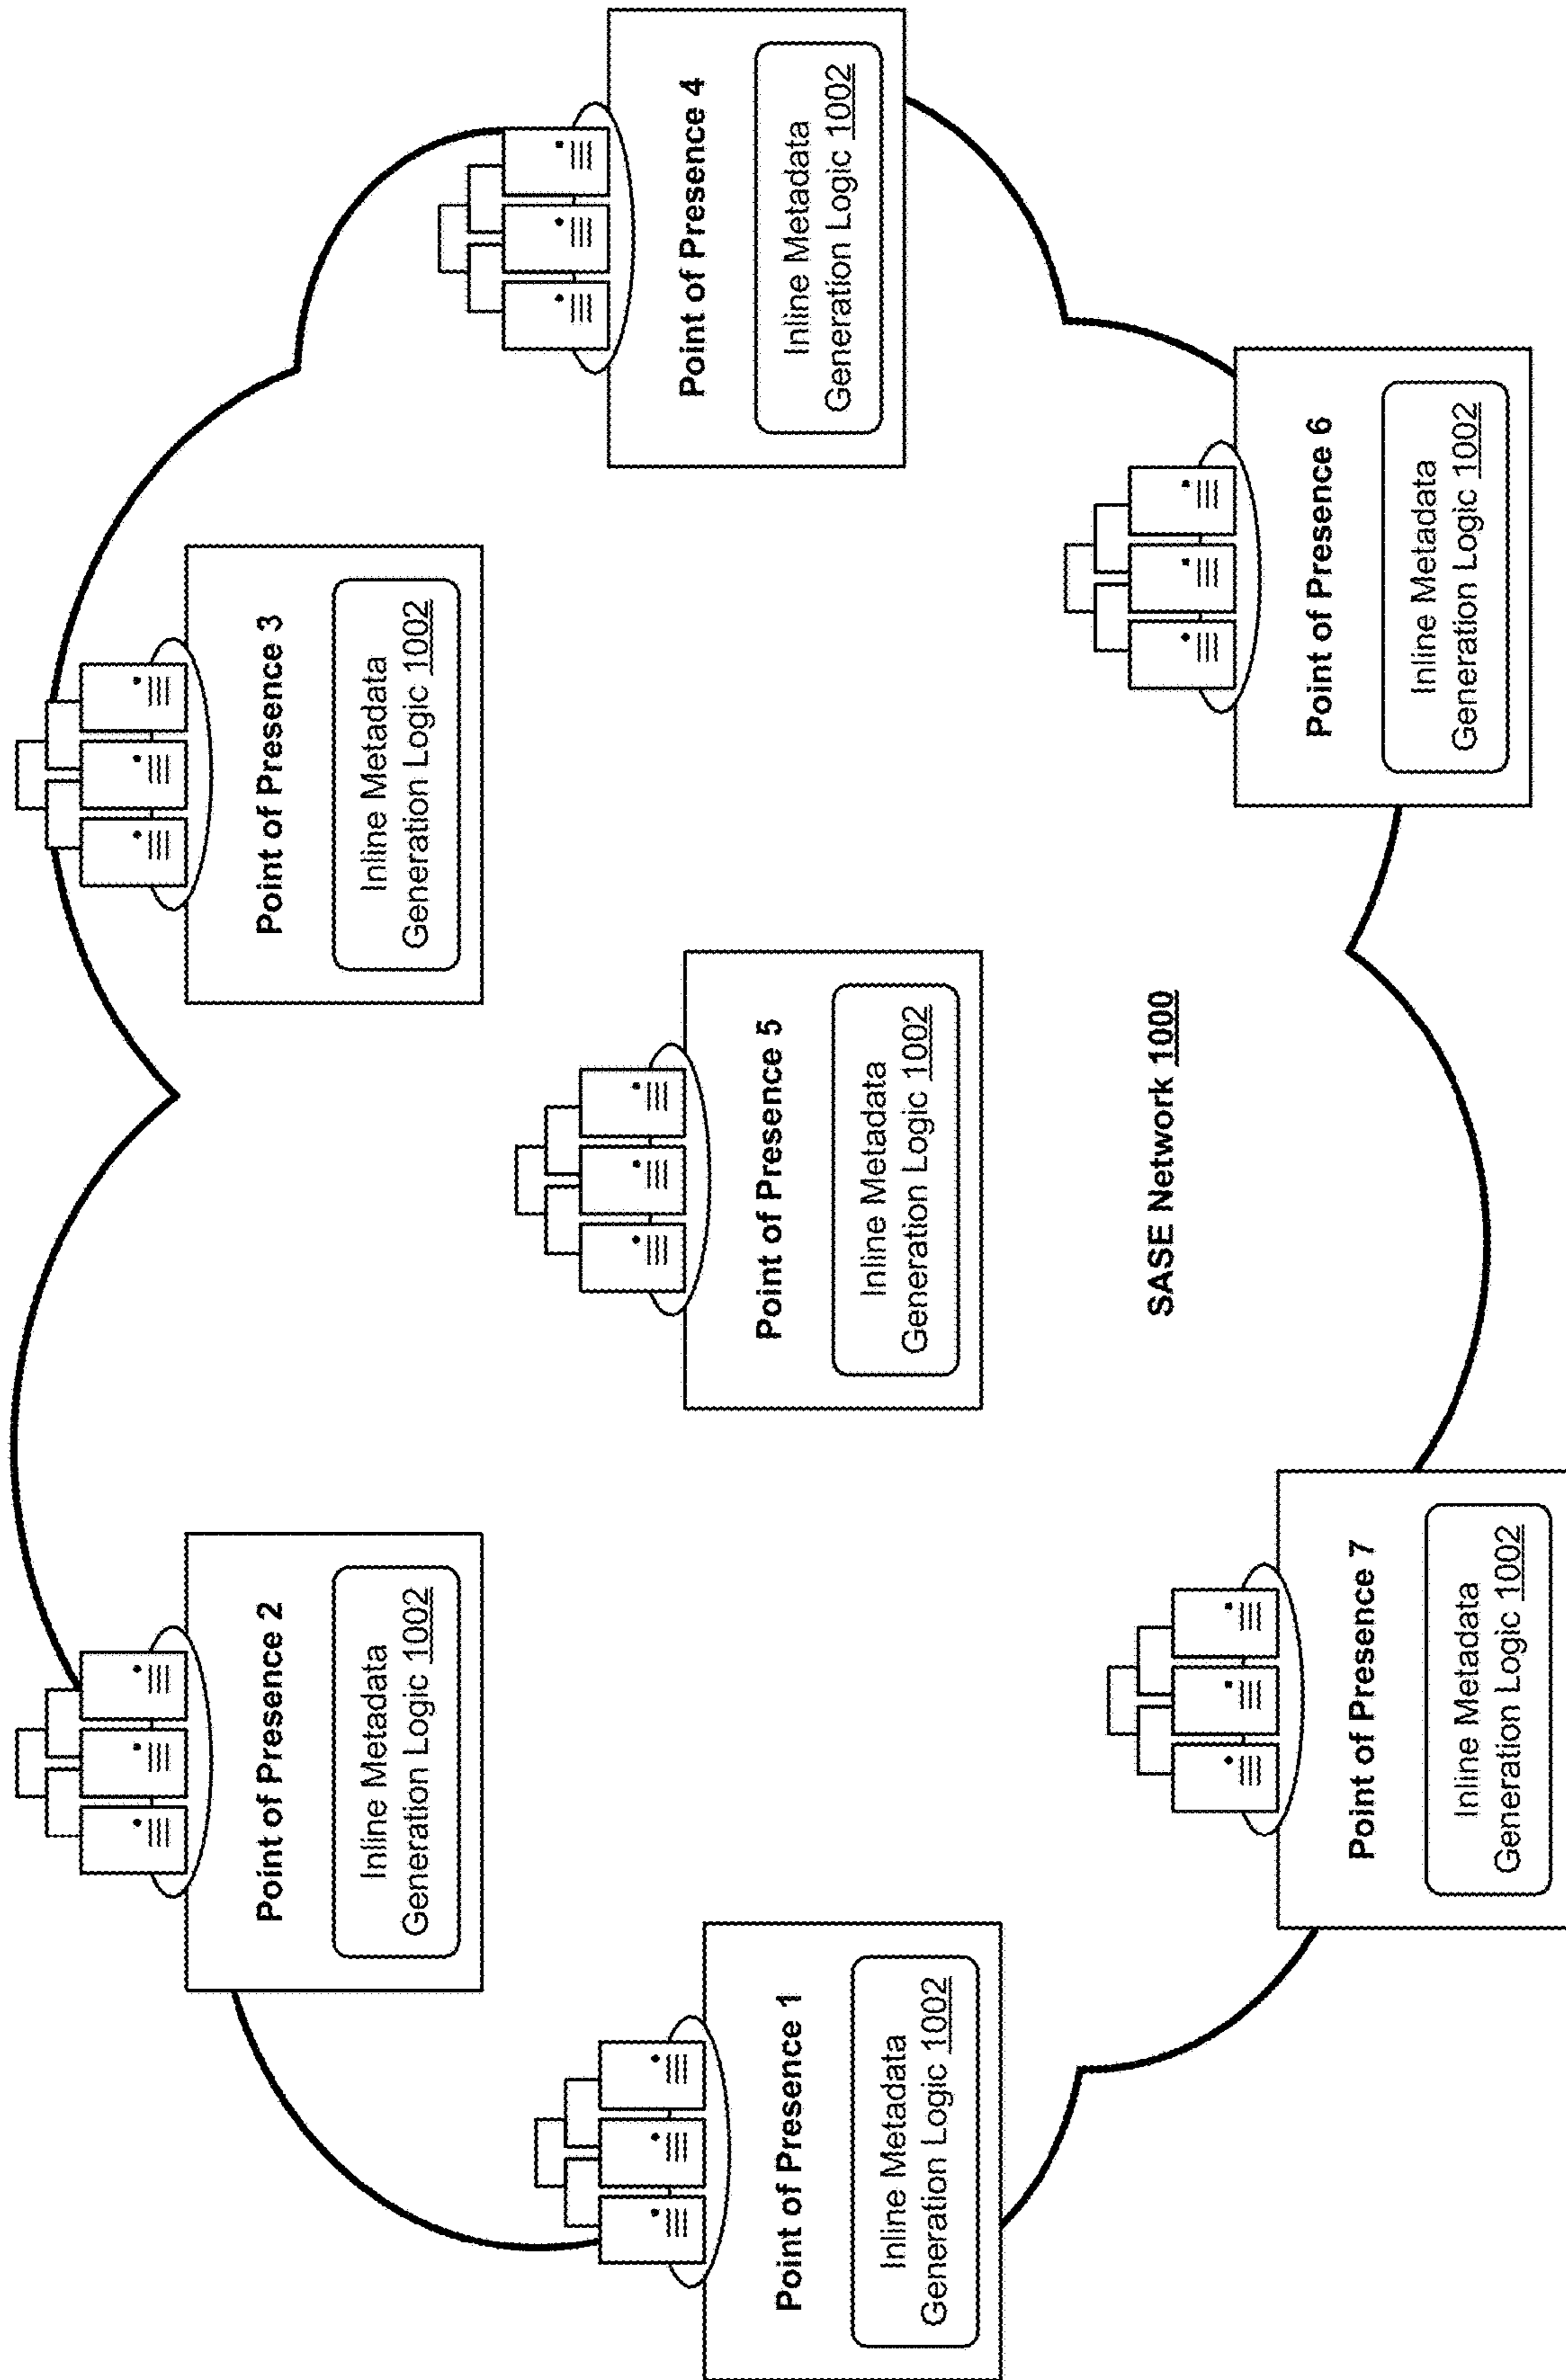 Point of Presence 2
Inline Metadata
Generation Logic 1002
Point of Presence 3
Inline Metadata
Generation Logic 1002
Point of Presence 1
Inline Metadata
Generation Logic 1002
Point of Presence 5
Inline Metadata
Generation Logic 1002
Point of Presence 4
Inline Metadata
Generation Logic 1002
SASE Network 1000
Point of Presence 7
Inline Metadata
Generation Logic 1002
Point of Presence 6
Inline Metadata
Generation Logic 1002